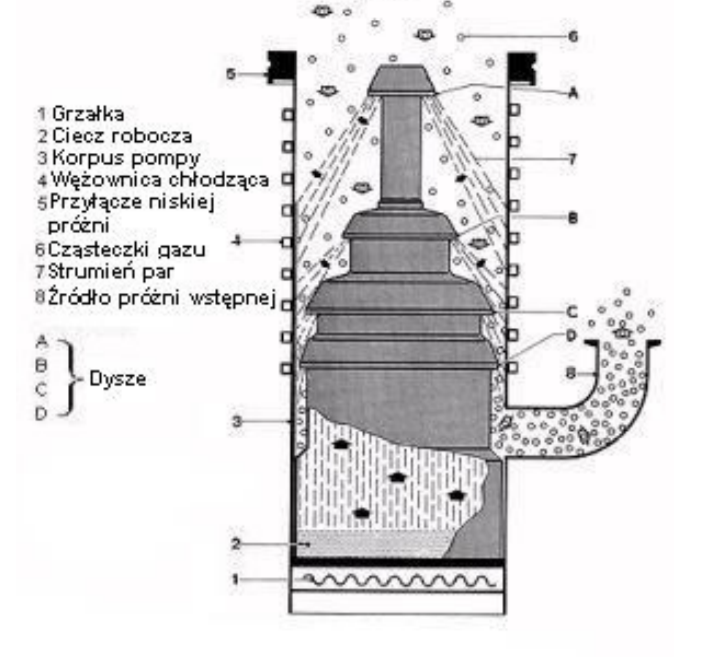 1 Grzałka
2 Ciecz robocza
3 Korpus pompy
4 Wężownica chłodząca
5 Przyłącze niskiej
próżni
6 Cząsteczki gazu
7 Strumień par
8 Źródło próżni wstępnej
A
B
C
D
Dysze
6
5
A
7
B
4
C
D
8
3
2
1